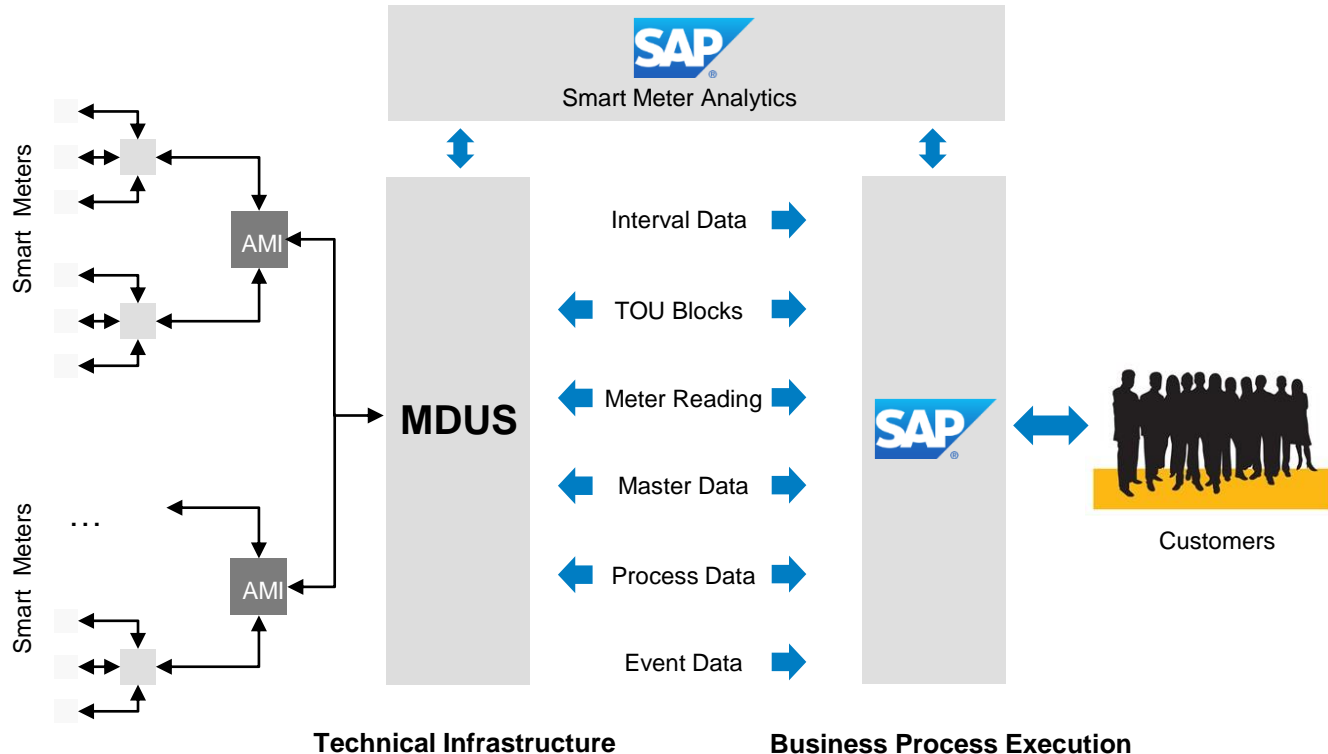 SAP
®
Smart Meter Analytics
Smart Meters
AMI
Interval Data
TOU Blocks
Meter Reading
MDUS
SAP
®
Master Data
...
Smart Meters
Customers
Process Data
AMI
Event Data
Technical Infrastructure
Business Process Execution